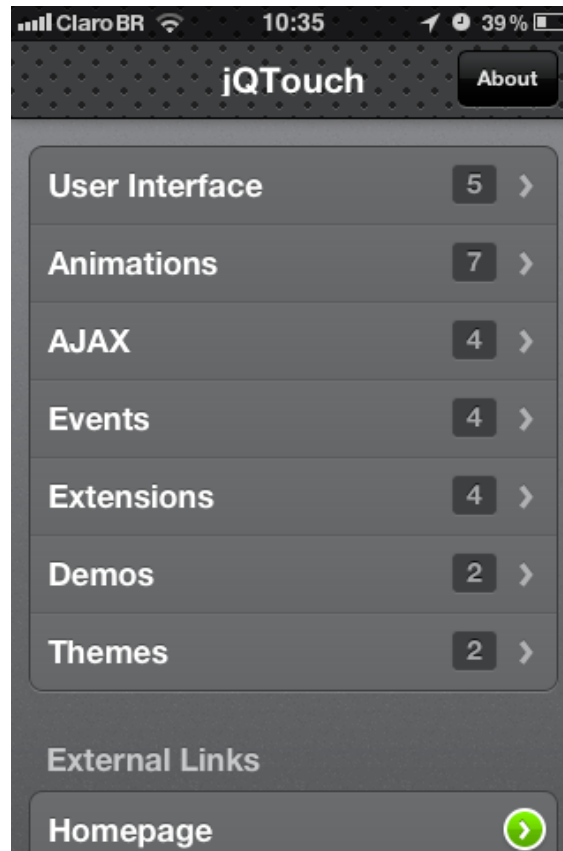 Claro BR 10:35 39%
jQTouch About
User Interface 5
Animations 7
AJAX 4
Events 4
Extensions 4
Demos 2
Themes 2
External Links
Homepage